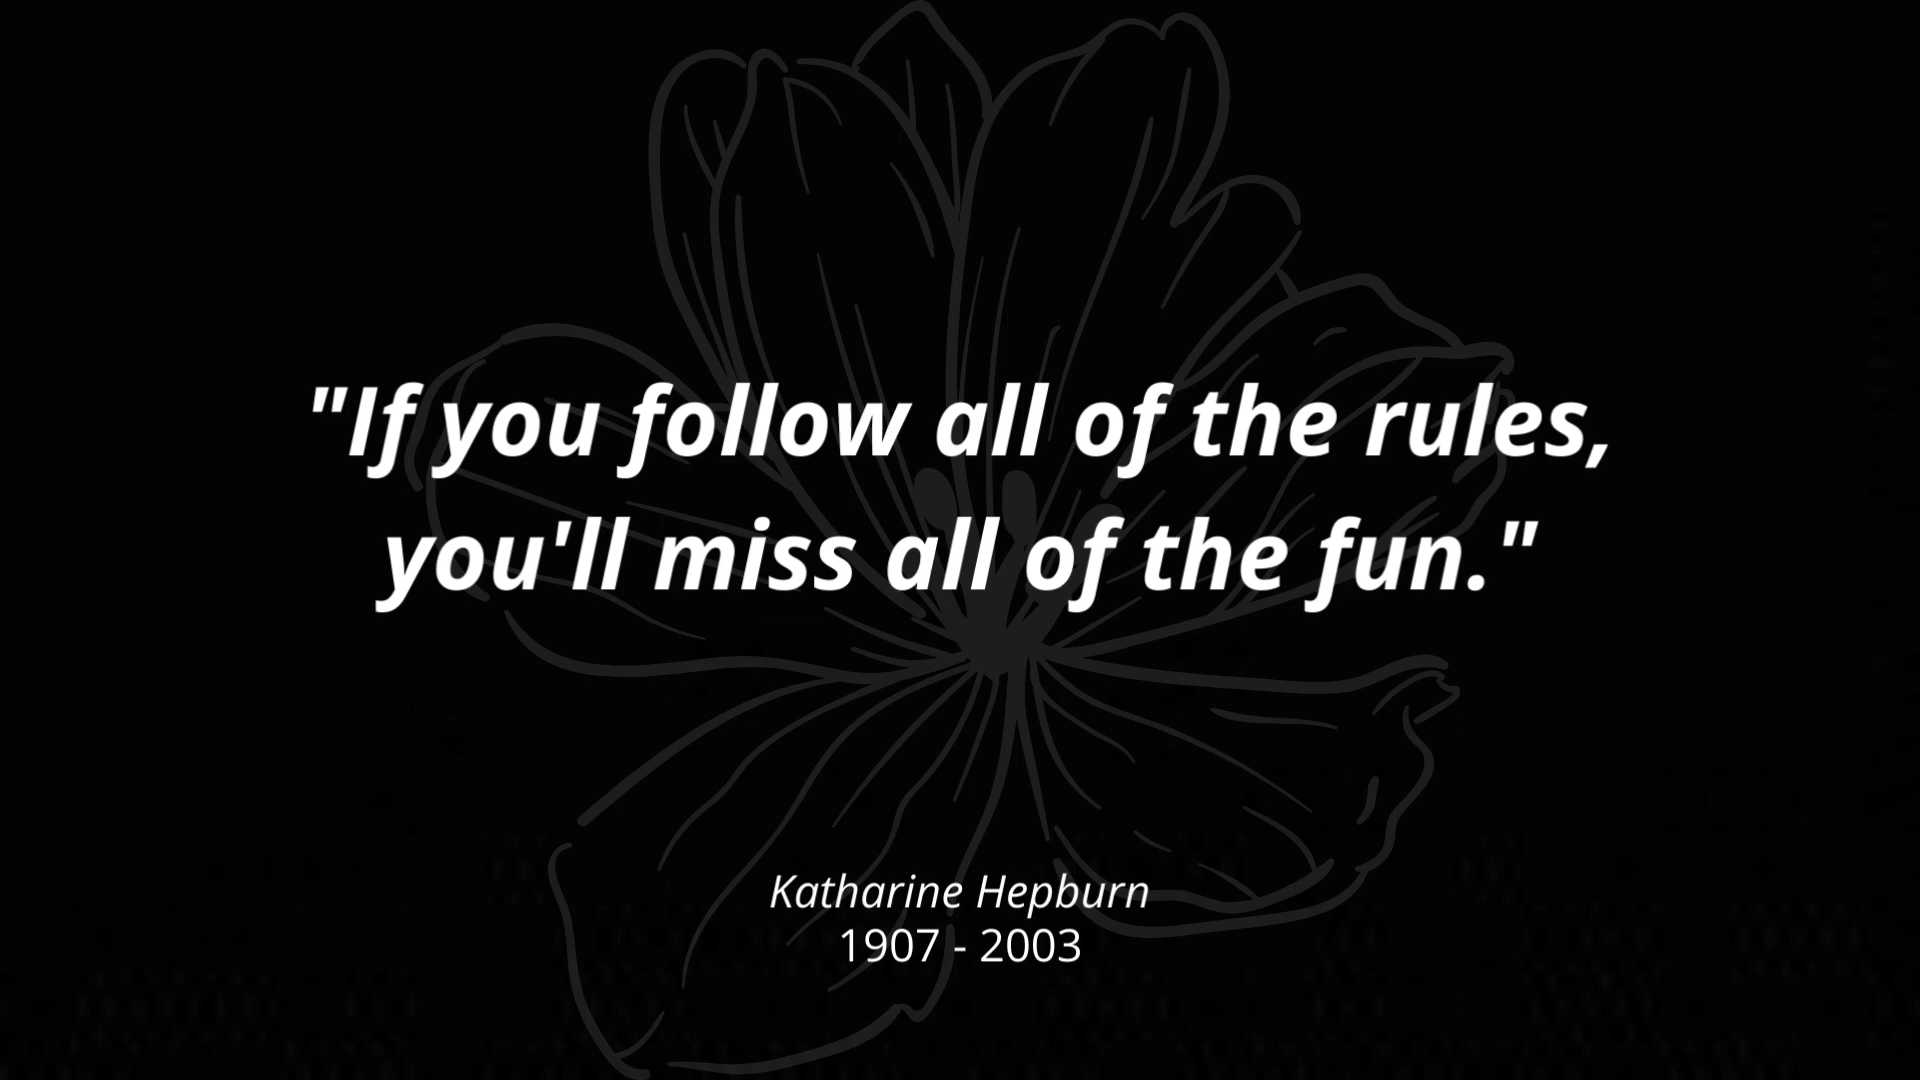 "If you follow all of the rules,
you'll miss all of the fun."
Katharine Hepburn
1907 - 2003